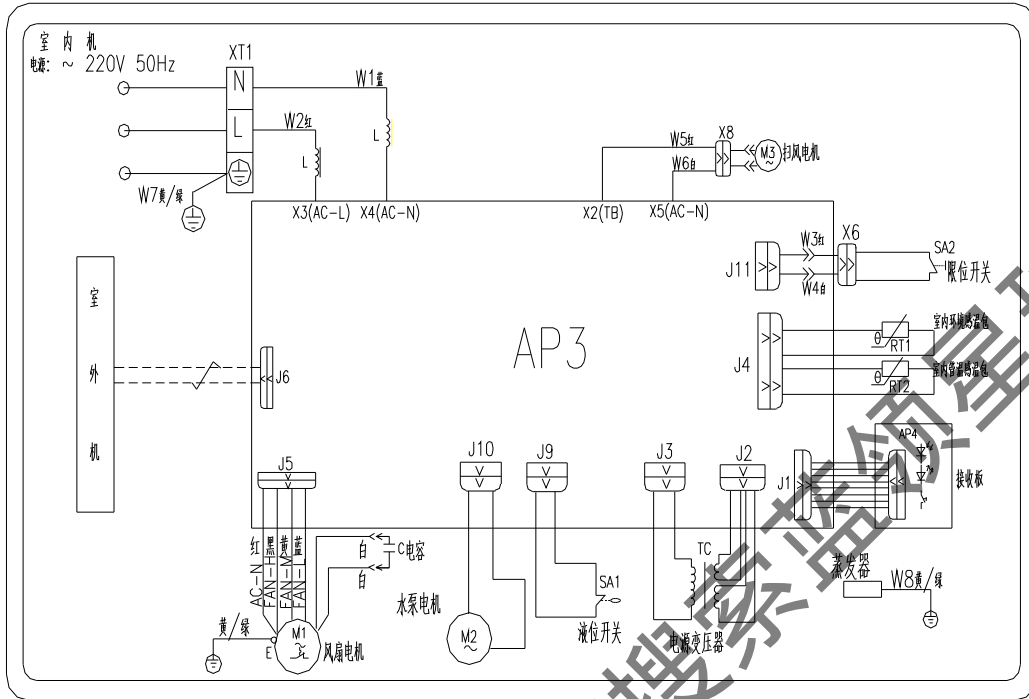 室内机
电源: ~ 220V 50Hz
XT1
N
L
W1蓝
W2红
L
L
W7黄/绿
X3(AC-L)
X4(AC-N)
W5红
W6白
X8
M3
~
扫风电机
X2(TB)
X5(AC-N)
J11
W3红
W4白
X6
SA2
限位开关
室外机
J6
AP3
J4
θ
RT1
室内环境感温包
θ
RT2
室内管温感温包
J5
J10
J9
J3
J2
J1
AP4
接收板
红
黑
黄
蓝
AC-N
FAN-H
FAN-M
FAN-L
白
白
C电容
水泵电机
SA1
液位开关
TC
电源变压器
蒸发器
W8黄/绿
黄/绿
E
M1
风扇电机
M2
~
搜索蓝领星球